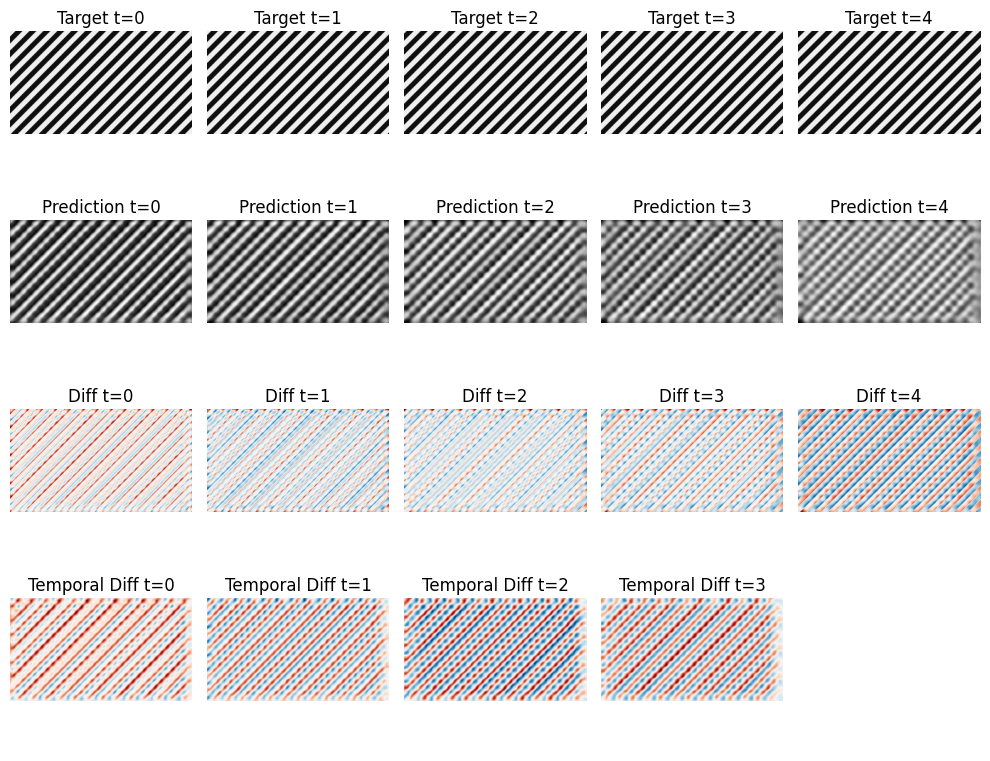 Target t=0 Target t=1 Target t=2 Target t=3 Target t=4
Prediction t=0 Prediction t=1 Prediction t=2 Prediction t=3 Prediction t=4
Diff t=0 Diff t=1 Diff t=2 Diff t=3 Diff t=4
Temporal Diff t=0 Temporal Diff t=1 Temporal Diff t=2 Temporal Diff t=3